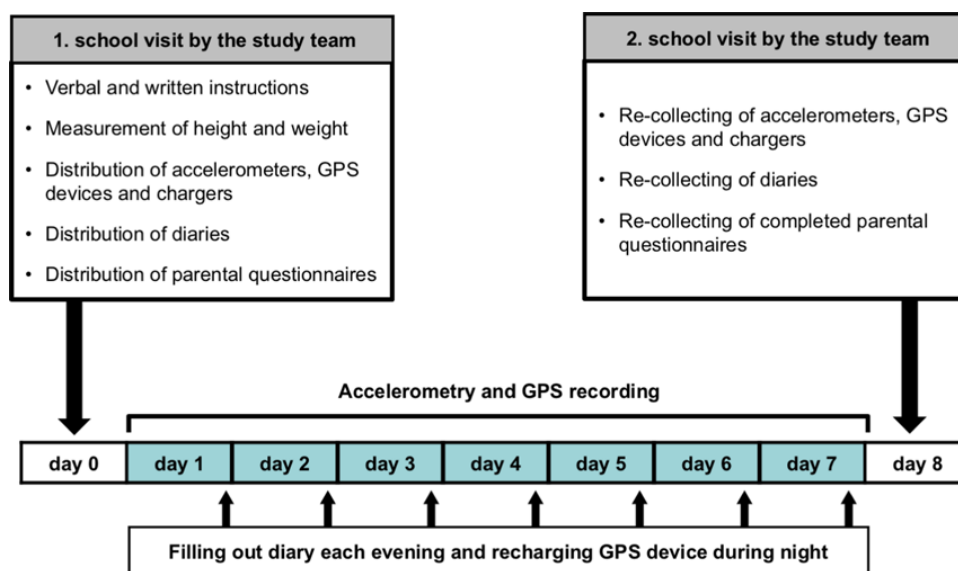 1. school visit by the study team
• Verbal and written instructions
• Measurement of height and weight
• Distribution of accelerometers, GPS
devices and chargers
• Distribution of diaries
• Distribution of parental questionnaires
2. school visit by the study team
• Re-collecting of accelerometers, GPS
devices and chargers
• Re-collecting of diaries
• Re-collecting of completed parental
questionnaires
Accelerometry and GPS recording
day 0 day 1 day 2 day 3 day 4 day 5 day 6 day 7 day 8
Filling out diary each evening and recharging GPS device during night